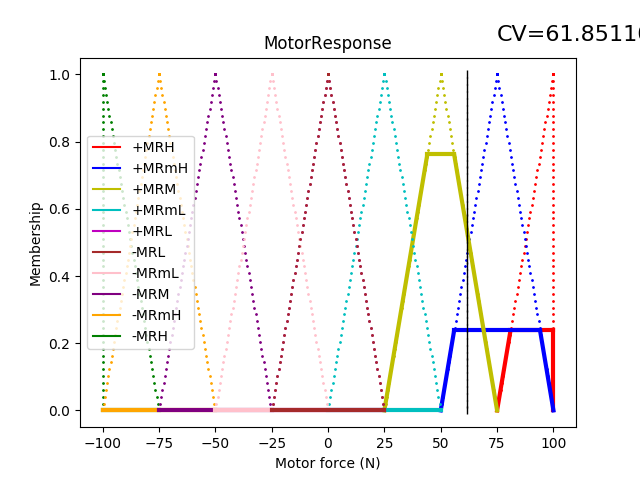 CV=61.85116
MotorResponse
Membership
1.0
0.8
0.6
0.4
0.2
0.0
+MRH
+MRmH
+MRM
+MRmL
+MRL
-MRL
-MRmL
-MRM
-MRmH
-MRH
−100 −75 −50 −25 0 25 50 75 100
Motor force (N)